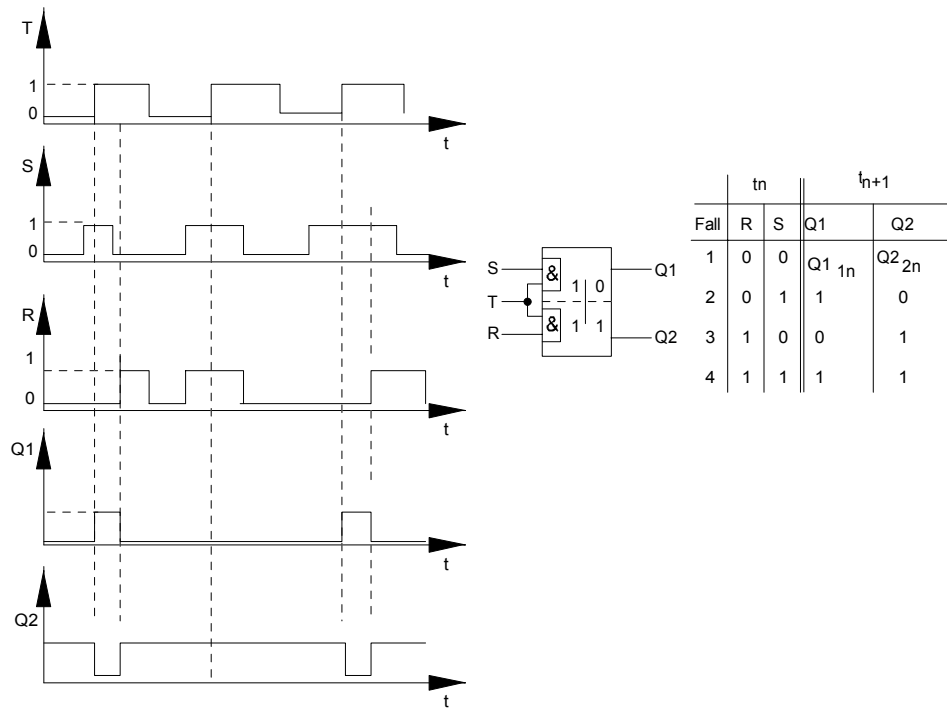 T
1
0
t
S
1
0
t
R
1
0
t
Q1
t
Q2
t
S & 1 0 Q1
T
R & 1 1 Q2
tn tn+1
Fall R S Q1 Q2
1 0 0 Q1 1n Q2 2n
2 0 1 1 0
3 1 0 0 1
4 1 1 1 1